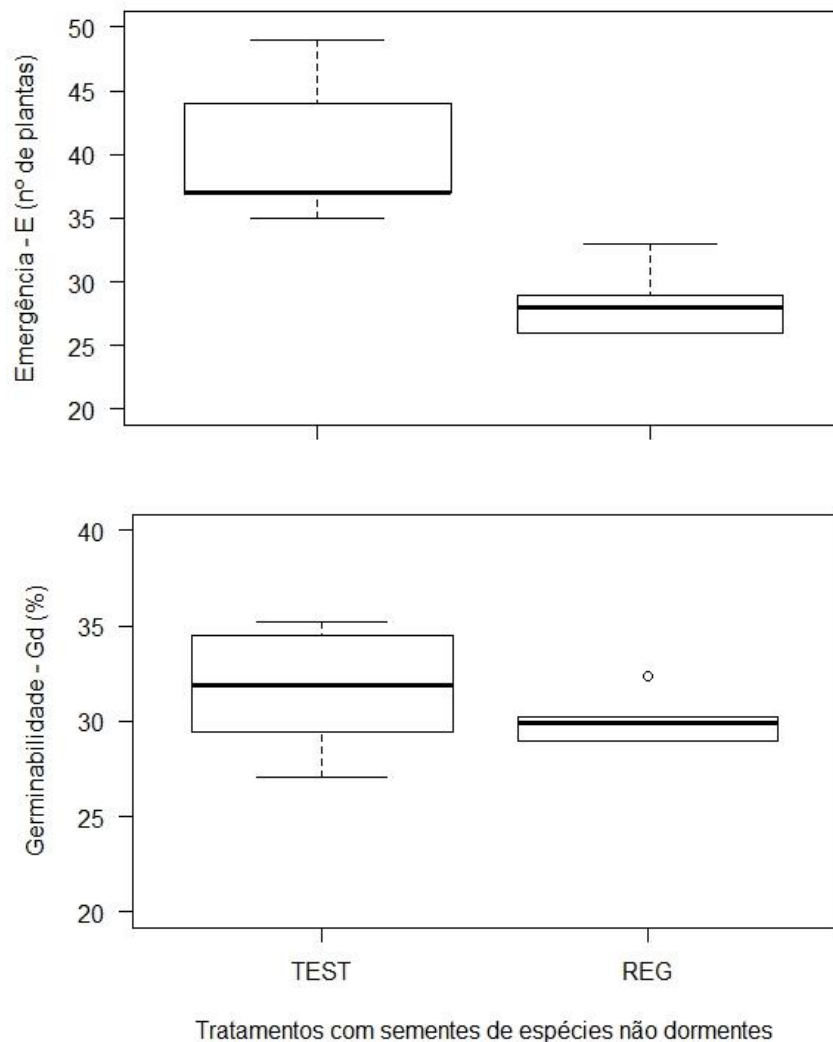 Emergência - E (nº de plantas)
50
45
40
35
30
25
20
Germinabilidade - Gd (%)
40
35
30
25
20
TEST
REG
Tratamentos com sementes de espécies não dormentes